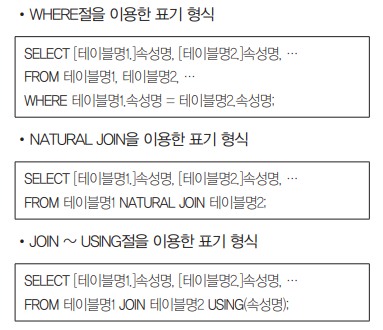 • WHERE절을 이용한 표기 형식
SELECT [테이블명1.]속성명, [테이블명2.]속성명, …
FROM 테이블명1, 테이블명2, …
WHERE 테이블명1.속성명 = 테이블명2.속성명;
• NATURAL JOIN을 이용한 표기 형식
SELECT [테이블명1.]속성명, [테이블명2.]속성명, …
FROM 테이블명1 NATURAL JOIN 테이블명2;
• JOIN ~ USING절을 이용한 표기 형식
SELECT [테이블명1.]속성명, [테이블명2.]속성명, …
FROM 테이블명1 JOIN 테이블명2 USING(속성명);